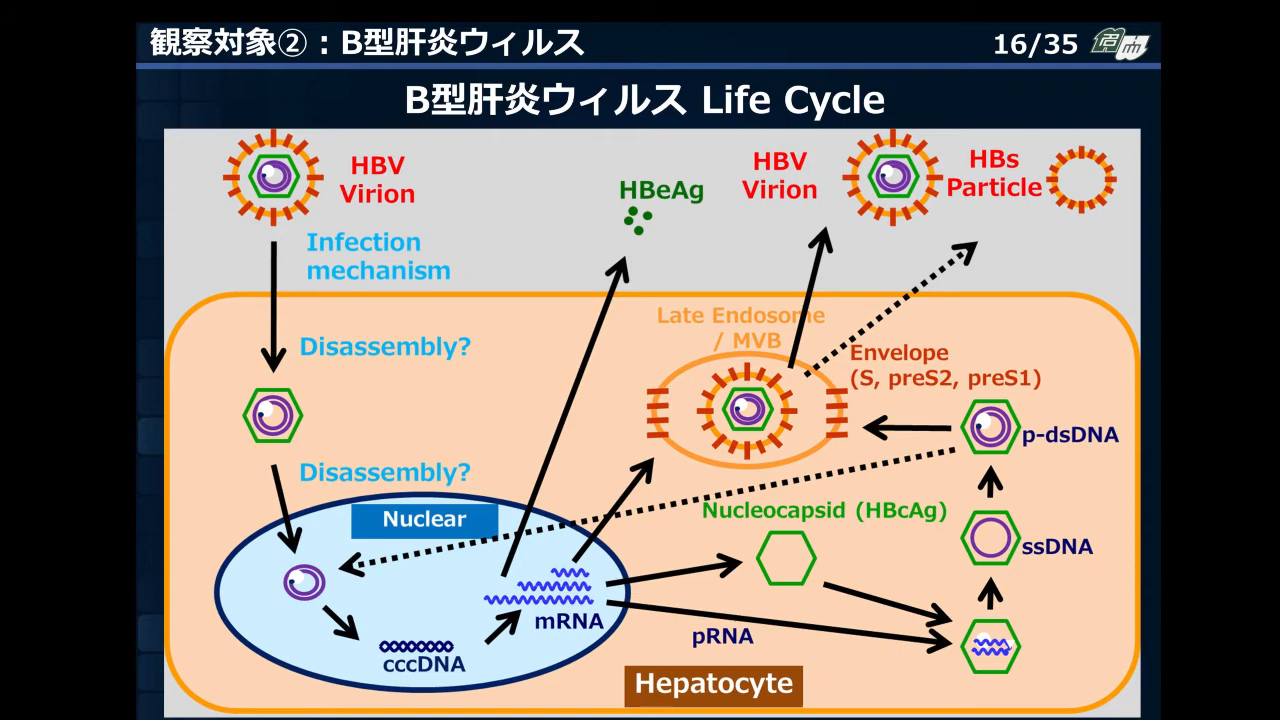 観察対象②：B型肝炎ウィルス
16/35
B型肝炎ウィルス Life Cycle
HBV
Virion
HBeAg
HBV
Virion
HBs
Particle
Infection
mechanism
Late Endosome
/ MVB
Disassembly?
Envelope
(S, preS2, preS1)
p-dsDNA
Disassembly?
Nuclear
Nucleocapsid (HBcAg)
ssDNA
mRNA
pRNA
cccDNA
Hepatocyte